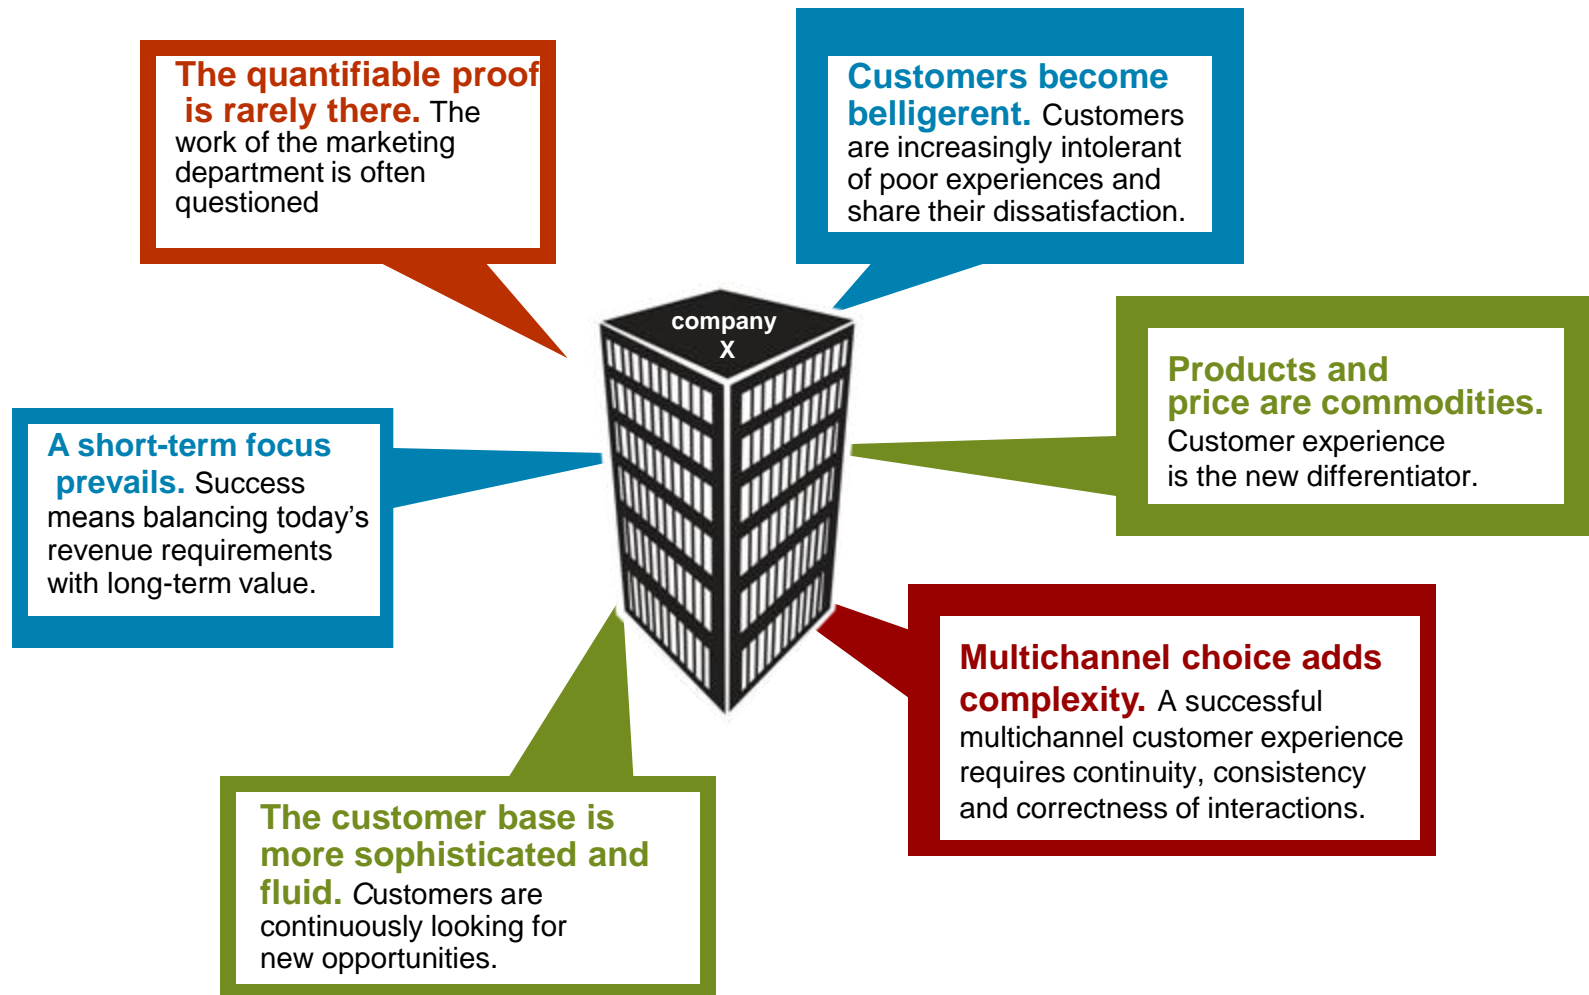 The quantifiable proof
is rarely there. The
work of the marketing
department is often
questioned
Customers become
belligerent. Customers
are increasingly intolerant
of poor experiences and
share their dissatisfaction.
company
X
Products and
price are commodities.
Customer experience
is the new differentiator.
A short-term focus
prevails. Success
means balancing today’s
revenue requirements
with long-term value.
Multichannel choice adds
complexity. A successful
multichannel customer experience
requires continuity, consistency
and correctness of interactions.
The customer base is
more sophisticated and
fluid. Customers are
continuously looking for
new opportunities.